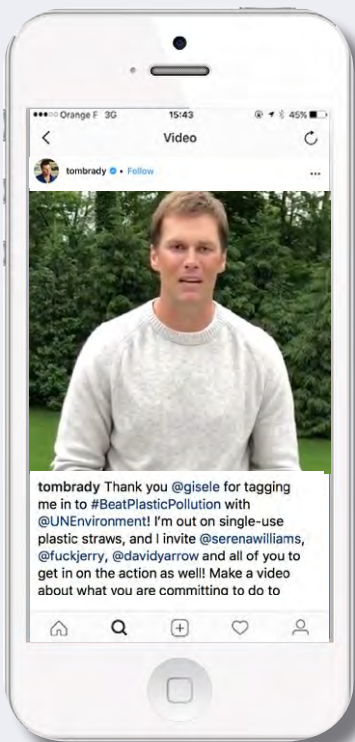 Orange F 3G 15:43 45%
Video
tombrady • Follow
tombrady Thank you @gisele for tagging
me in to #BeatPlasticPollution with
@UNEnvironment! I'm out on single-use
plastic straws, and I invite @serenawilliams,
@fuckjerry, @davidyarrow and all of you to
get in on the action as well! Make a video
about what you are committing to do to